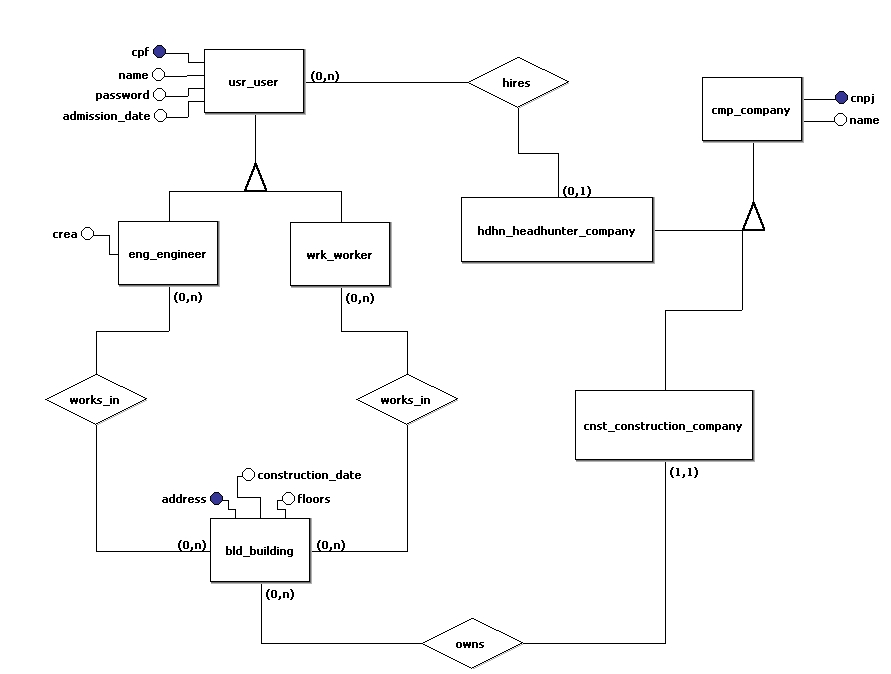 cpf
name
password
admission_date
usr_user
(0,n)
hires
cmp_company
cnpj
name
(0,1)
hdhn_headhunter_company
crea
eng_engineer
wrk_worker
(0,n)
(0,n)
works_in
works_in
cnst_construction_company
(1,1)
construction_date
address
floors
(0,n)
bld_building
(0,n)
(0,n)
owns